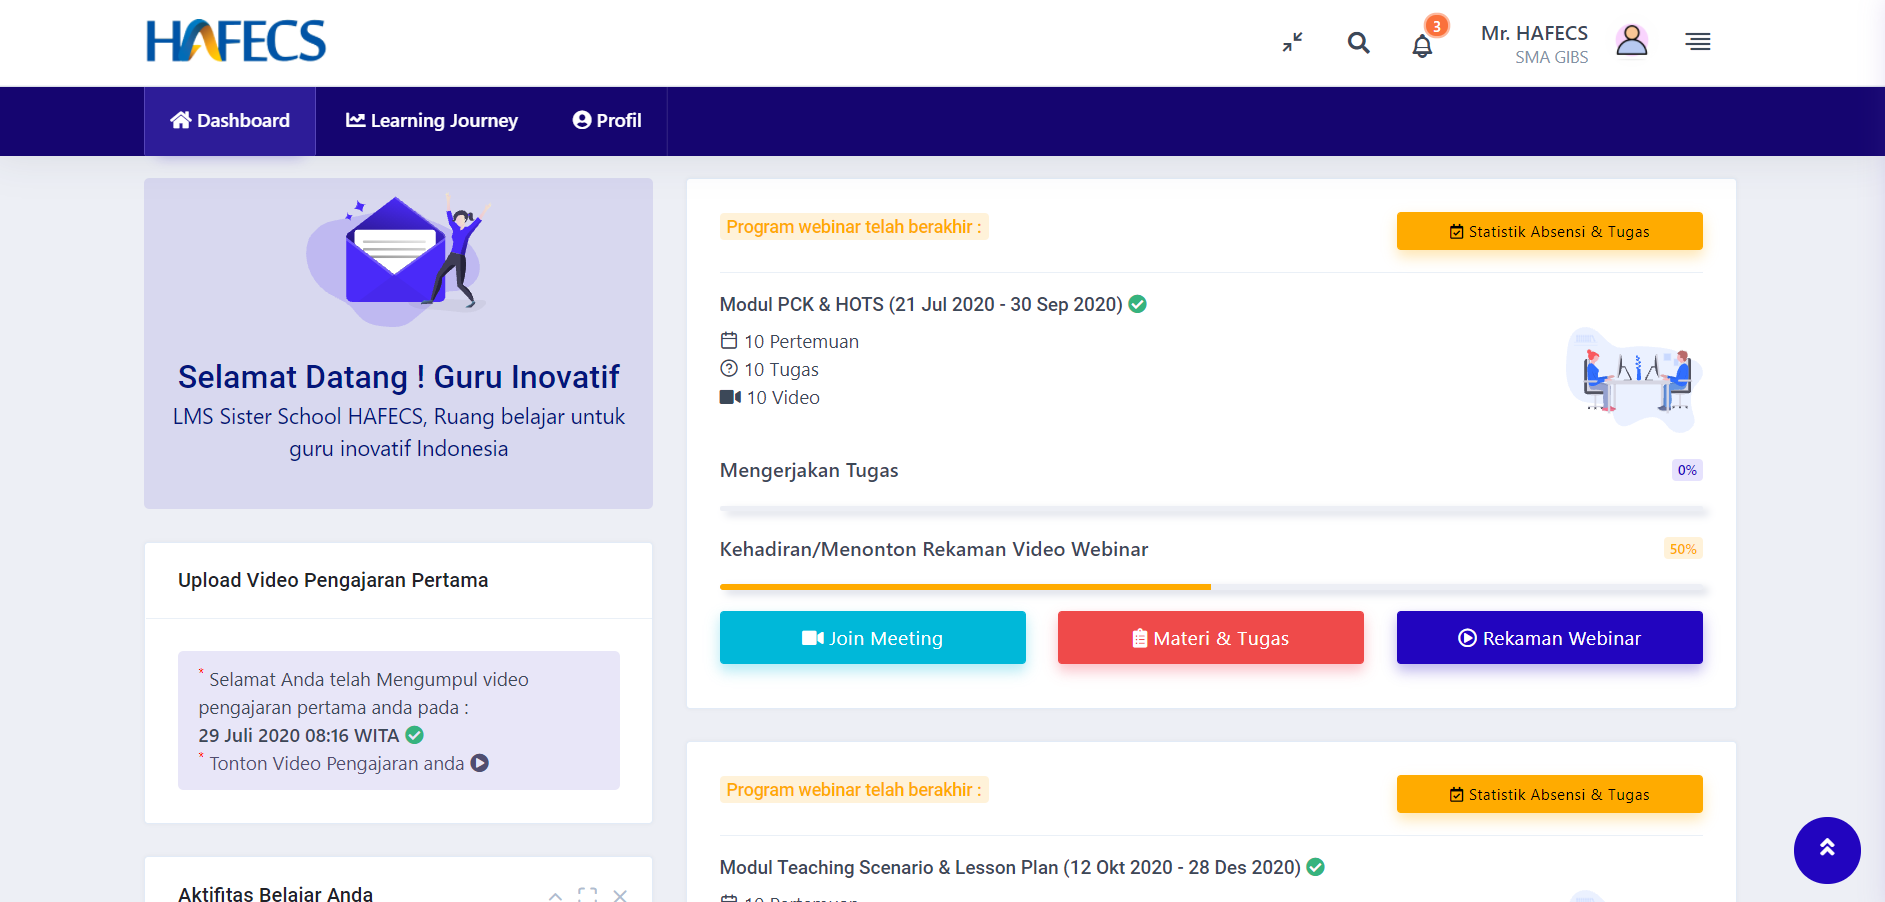 HAFECS
3
Mr. HAFECS
SMA GIBS
Dashboard
Learning Journey
Profil
Selamat Datang ! Guru Inovatif
LMS Sister School HAFECS, Ruang belajar untuk
guru inovatif Indonesia
Upload Video Pengajaran Pertama
* Selamat Anda telah Mengumpul video
pengajaran pertama anda pada :
29 Juli 2020 08:16 WITA
* Tonton Video Pengajaran anda
Aktifitas Belajar Anda
Program webinar telah berakhir :
Statistik Absensi & Tugas
Modul PCK & HOTS (21 Jul 2020 - 30 Sep 2020)
10 Pertemuan
10 Tugas
10 Video
Mengerjakan Tugas
0%
Kehadiran/Menonton Rekaman Video Webinar
50%
Join Meeting
Materi & Tugas
Rekaman Webinar
Program webinar telah berakhir :
Statistik Absensi & Tugas
Modul Teaching Scenario & Lesson Plan (12 Okt 2020 - 28 Des 2020)
10 Pertemuan